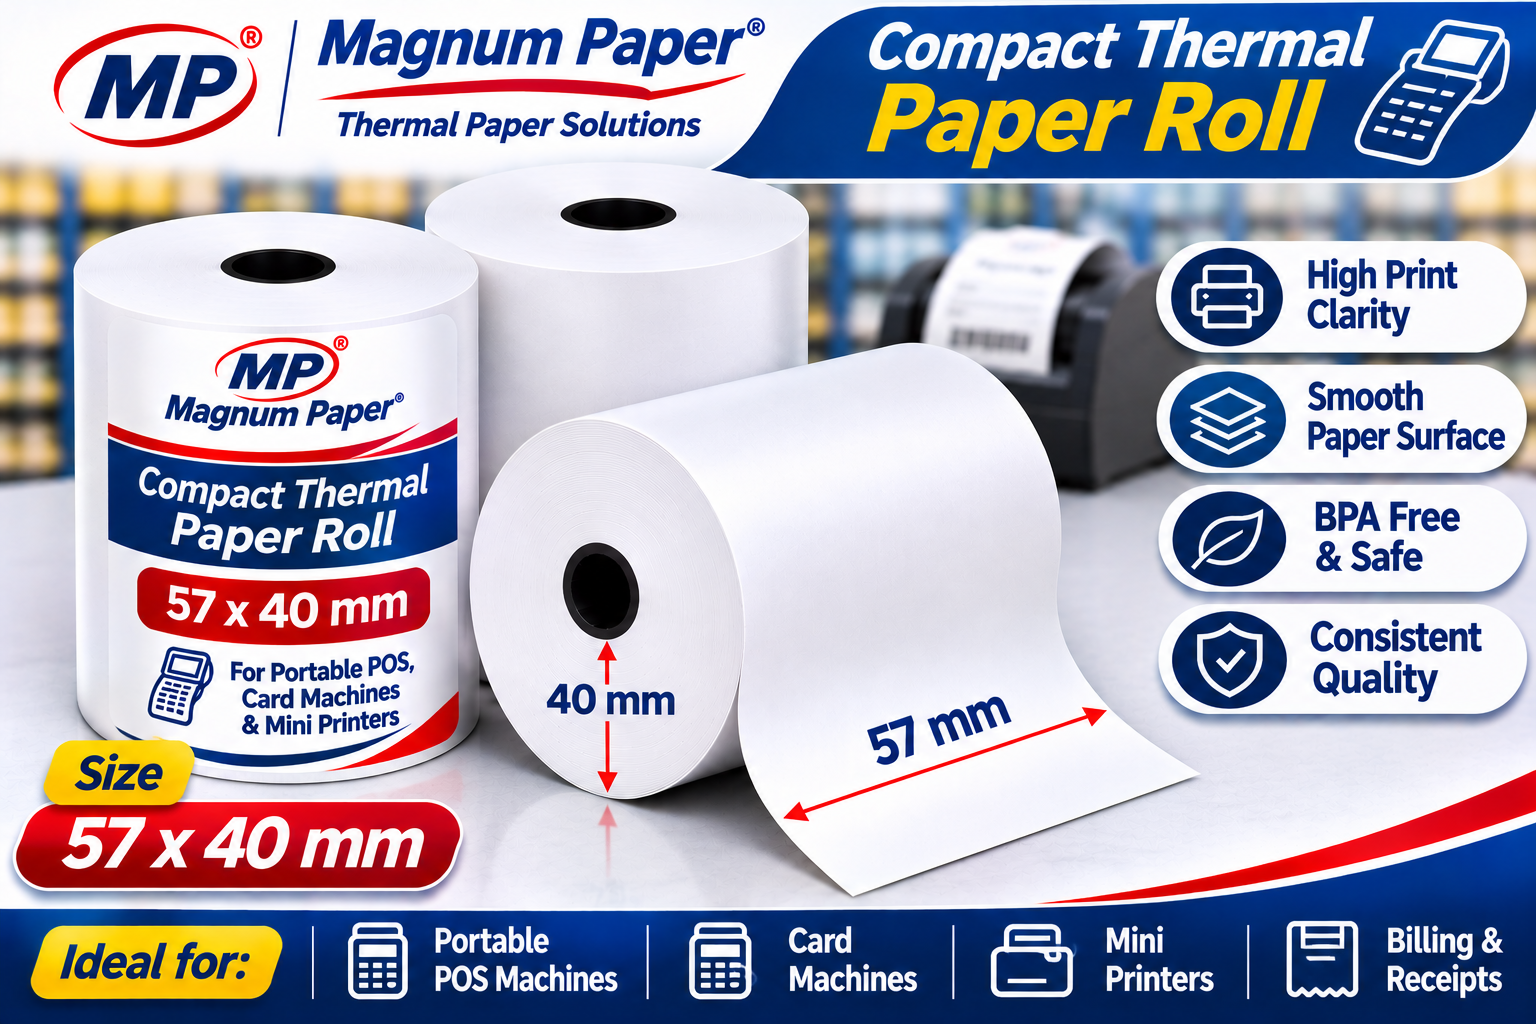 MP®
Magnum Paper®
Thermal Paper Solutions
Compact Thermal
Paper Roll
High Print
Clarity
Smooth
Paper Surface
BPA Free
& Safe
Consistent
Quality
MP®
Magnum Paper®
Compact Thermal
Paper Roll
57 x 40 mm
For Portable POS,
Card Machines
& Mini Printers
40 mm
57 mm
Size
57 x 40 mm
Ideal for:
Portable
POS Machines
Card
Machines
Mini
Printers
Billing &
Receipts